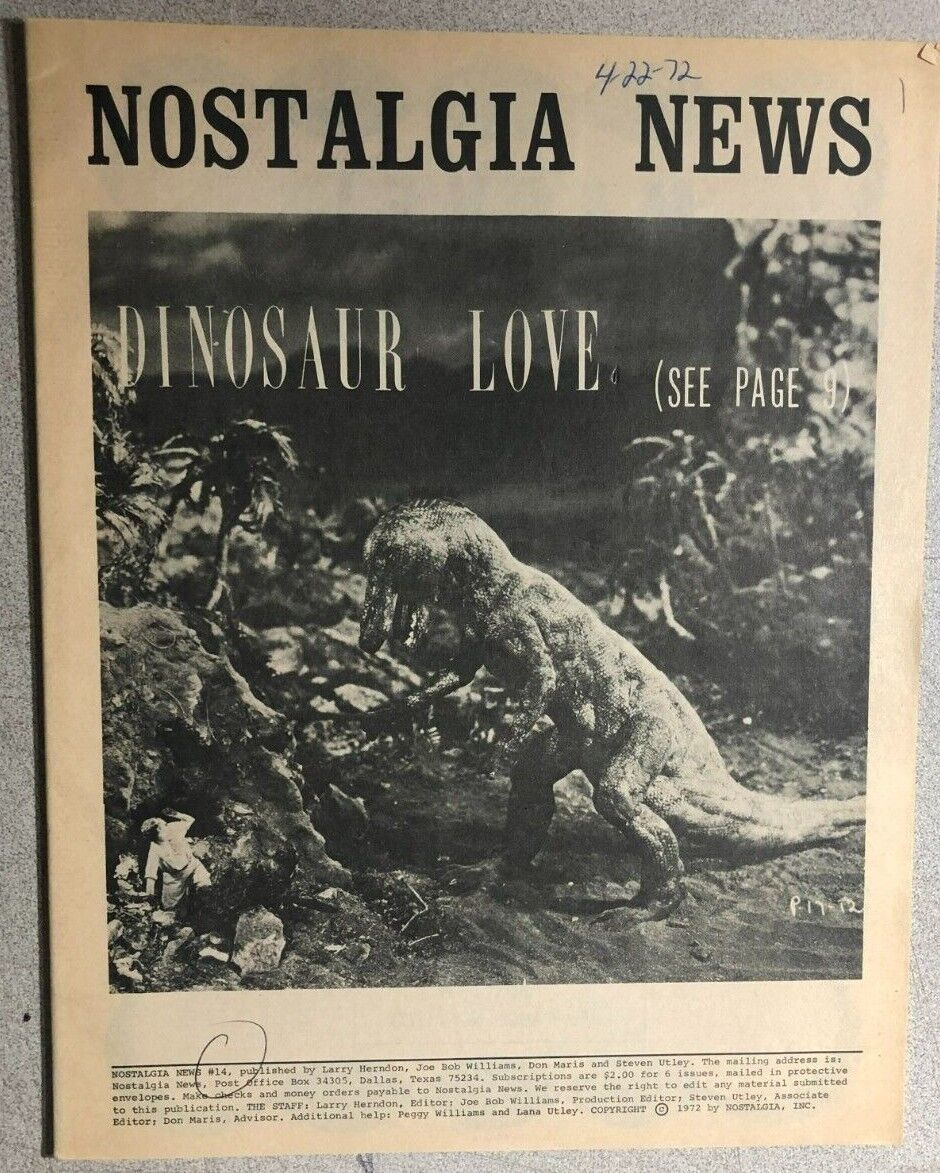 4-22-72
NOSTALGIA NEWS
DINOSAUR LOVE.
(SEE PAGE 9)
P-17-72
NOSTALGIA NEWS #14, published by Larry Herndon, Joe Bob Williams, Don Maris and Steven Utley. The mailing address is:
Nostalgia News, Post Office Box 34305, Dallas, Texas 75234. Subscriptions are $2.00 for 6 issues, mailed in protective
envelopes. Make checks and money orders payable to Nostalgia News. We reserve the right to edit any material submitted
to this publication. THE STAFF: Larry Herndon, Editor; Joe Bob Williams, Production Editor; Steven Utley, Associate
Editor; Don Maris, Advisor. Additional help: Peggy Williams and Lana Utley. COPYRIGHT © 1972 by NOSTALGIA, INC.